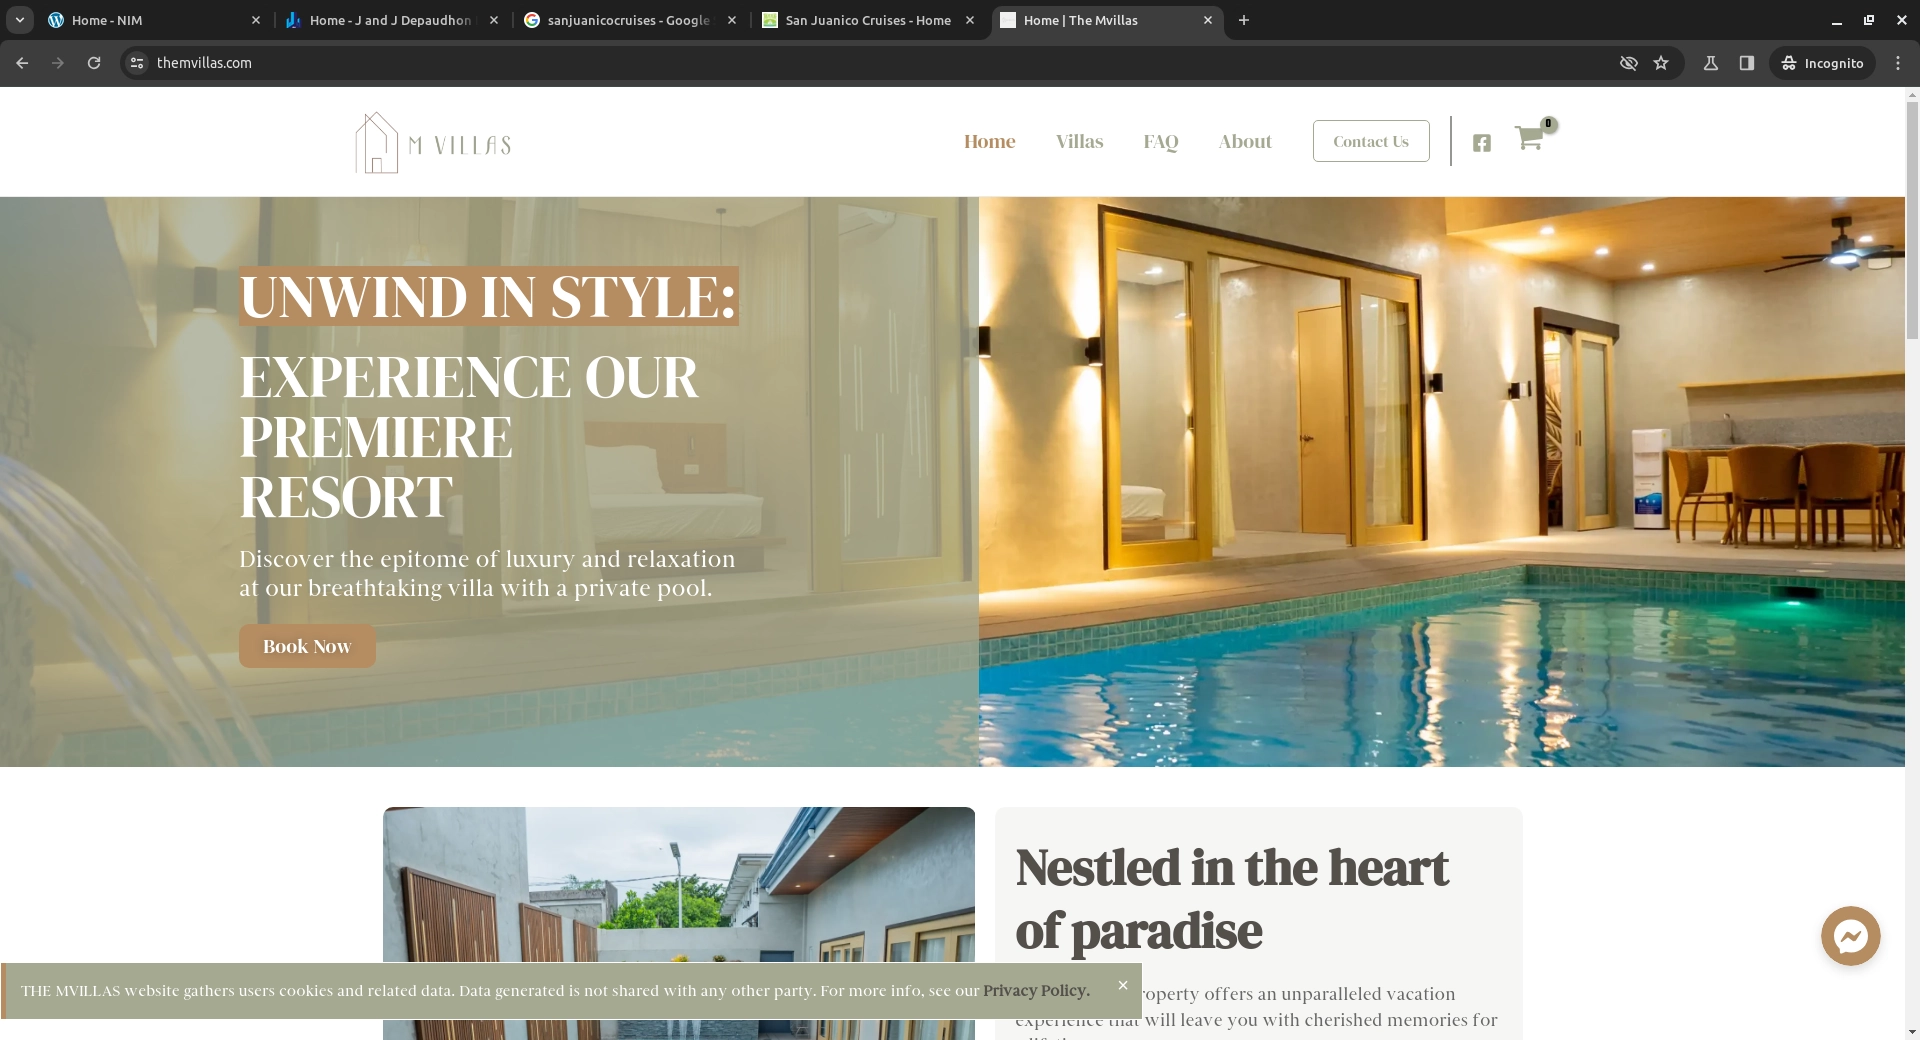 Home - NIM
Home - J and J Depaudhon
sanjuanicocruises - Google
San Juanico Cruises - Home
Home | The Mvillas
themvillas.com
Incognito
M VILLAS
Home
Villas
FAQ
About
Contact Us
0
UNWIND IN STYLE:
EXPERIENCE OUR
PREMIERE
RESORT
Discover the epitome of luxury and relaxation
at our breathtaking villa with a private pool.
Book Now
Nestled in the heart
of paradise
roperty offers an unparalleled vacation
experience that will leave you with cherished memories for
THE MVILLAS website gathers users cookies and related data. Data generated is not shared with any other party. For more info, see our Privacy Policy.